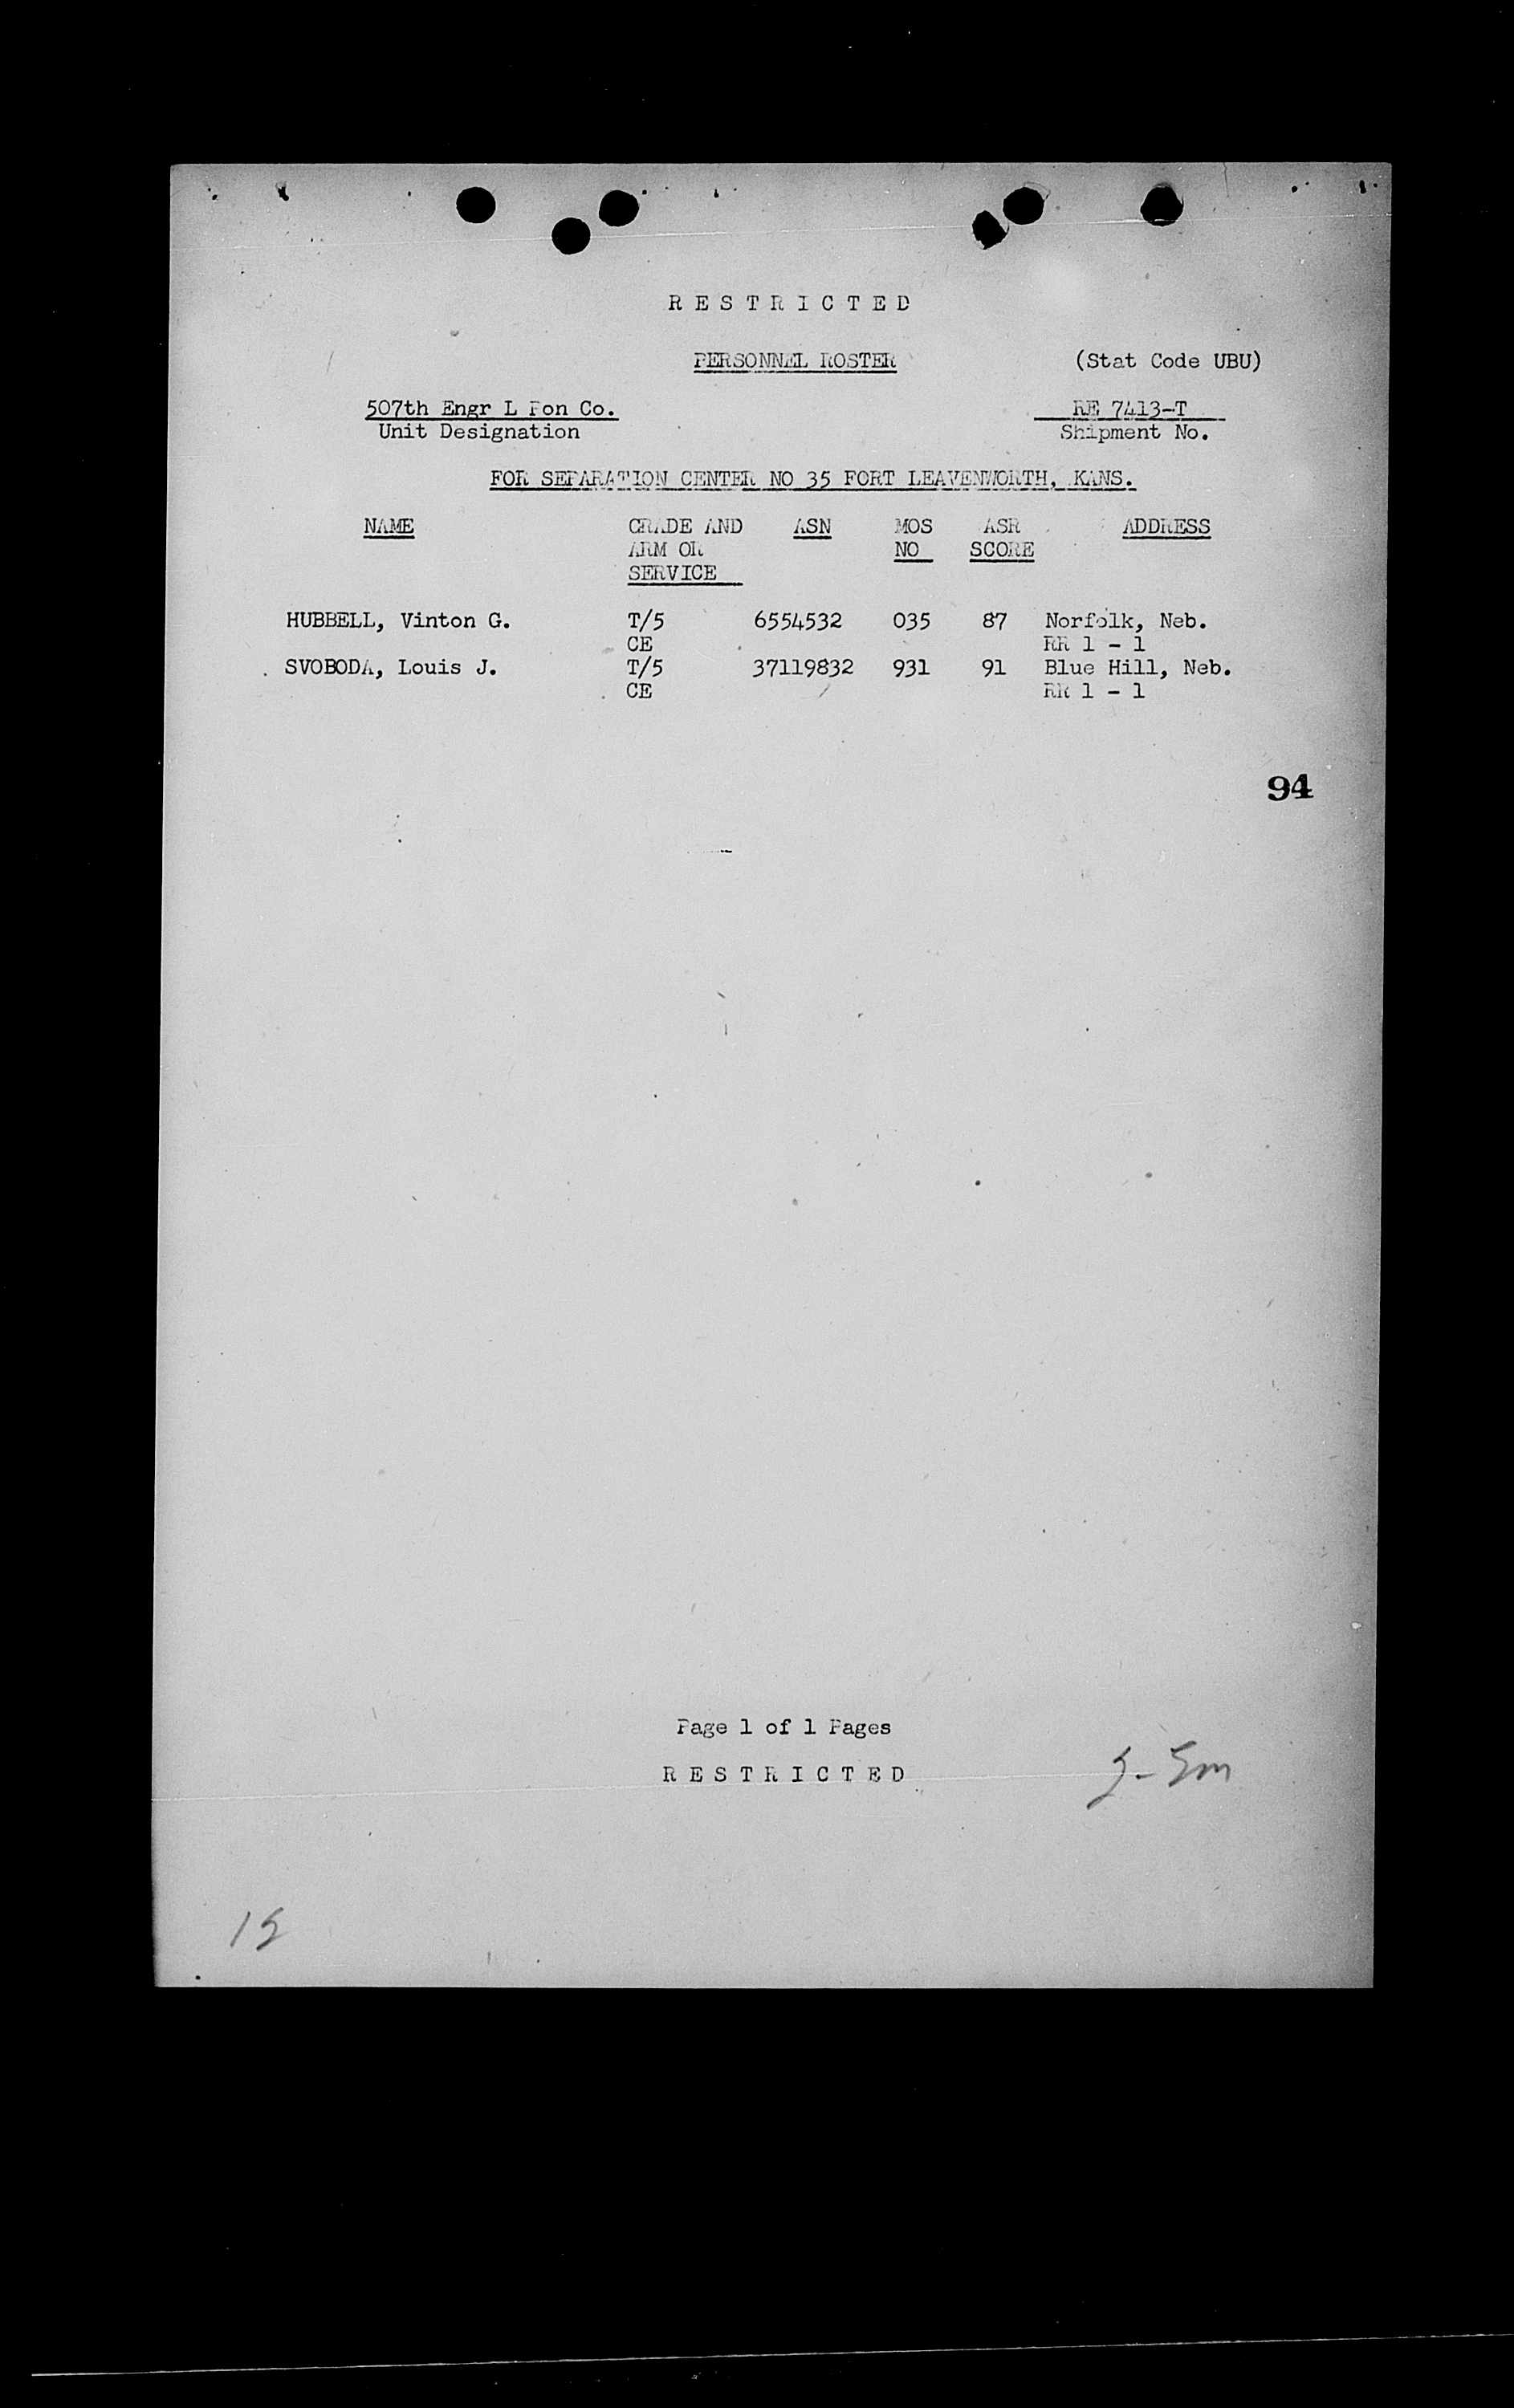 RESTRICTED
PERSONNEL ROSTER (Stat Code UBU)
507th Engr L Pon Co. RE 7413-T
Unit Designation Shipment No.
FOR SEPARATION CENTER NO 35 FORT LEAVENWORTH, KANS.
NAME GRADE AND ASN MOS ASR ADDRESS
ARM OR NO SCORE
SERVICE
HUBBELL, Vinton G. T/5 6554532 035 87 Norfolk, Neb.
CE RR 1 - 1
SVOBODA, Louis J. T/5 37119832 931 91 Blue Hill, Neb.
CE RR 1 - 1
94
Page 1 of 1 Pages
RESTRICTED